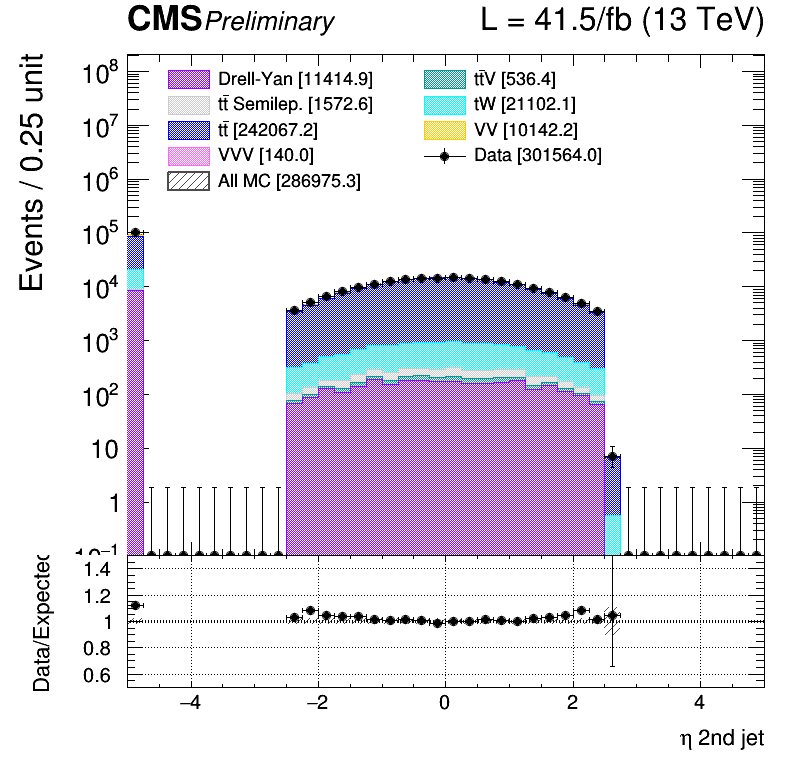 CMS Preliminary L = 41.5/fb (13 TeV)
Events / 0.25 unit
10⁸
10⁷
10⁶
10⁵
10⁴
10³
10²
10
1
10⁻¹
Drell-Yan [11414.9]
tt̄ Semilep. [1572.6]
tt̄ [242067.2]
VVV [140.0]
All MC [286975.3]
tt̄V [536.4]
tW [21102.1]
VV [10142.2]
Data [301564.0]
Data/Expected
1.4
1.2
1
0.8
0.6
−4 −2 0 2 4
η 2nd jet